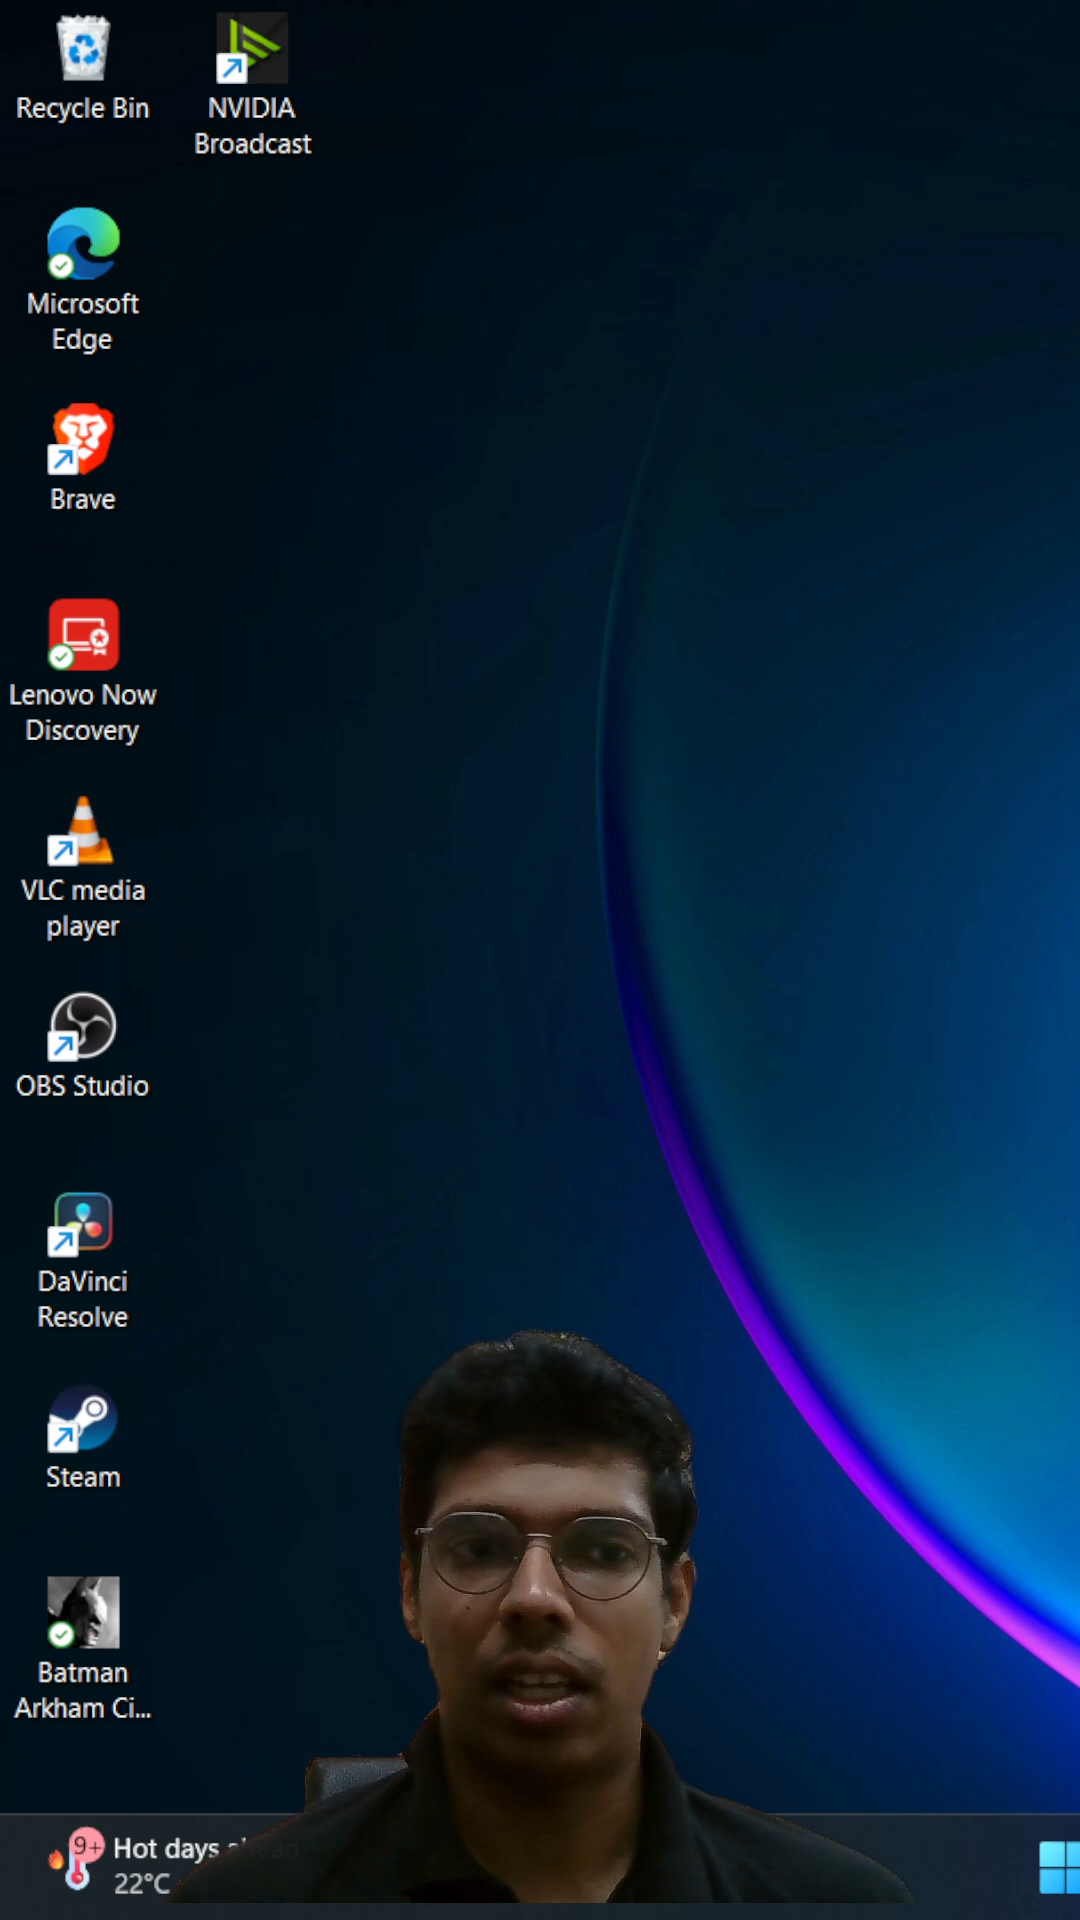 Recycle Bin
NVIDIA
Broadcast
Microsoft
Edge
Brave
Lenovo Now
Discovery
VLC media
player
OBS Studio
DaVinci
Resolve
Steam
Batman
Arkham Ci...
9+
Hot days ahead
22°C